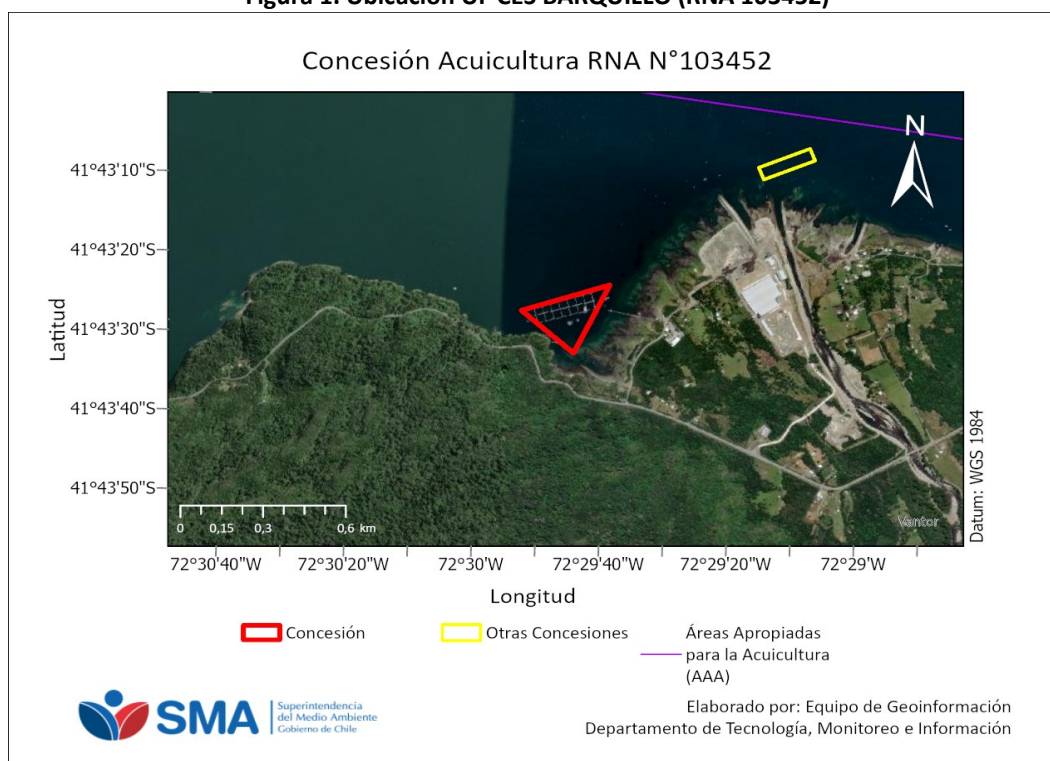 Figura 1. Ubicación UF CES BARQUILLO (RNA 103452)
Concesión Acuicultura RNA N°103452
N
41°43'10"S
41°43'20"S
41°43'30"S
41°43'40"S
41°43'50"S
Latitud
Datum: WGS 1984
0 0,15 0,3 0,6 km
Vantor
72°30'40"W 72°30'20"W 72°30'W 72°29'40"W 72°29'20"W 72°29'W
Longitud
Concesión
Otras Concesiones
Áreas Apropiadas
para la Acuicultura
(AAA)
SMA
Superintendencia
del Medio Ambiente
Gobierno de Chile
Elaborado por: Equipo de Geoinformación
Departamento de Tecnología, Monitoreo e Información